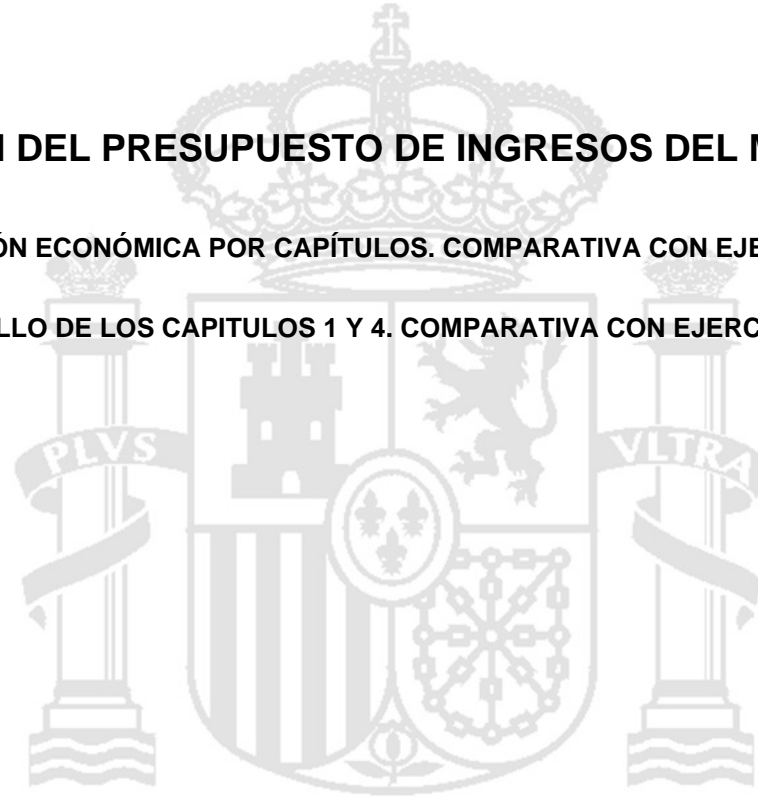 DEL PRESUPUESTO DE INGRESOS DEL
ÓN ECONÓMICA POR CAPÍTULOS. COMPARATIVA CON EJE
LLO DE LOS CAPITULOS 1 Y 4. COMPARATIVA CON EJERC
PLVS VLTRA